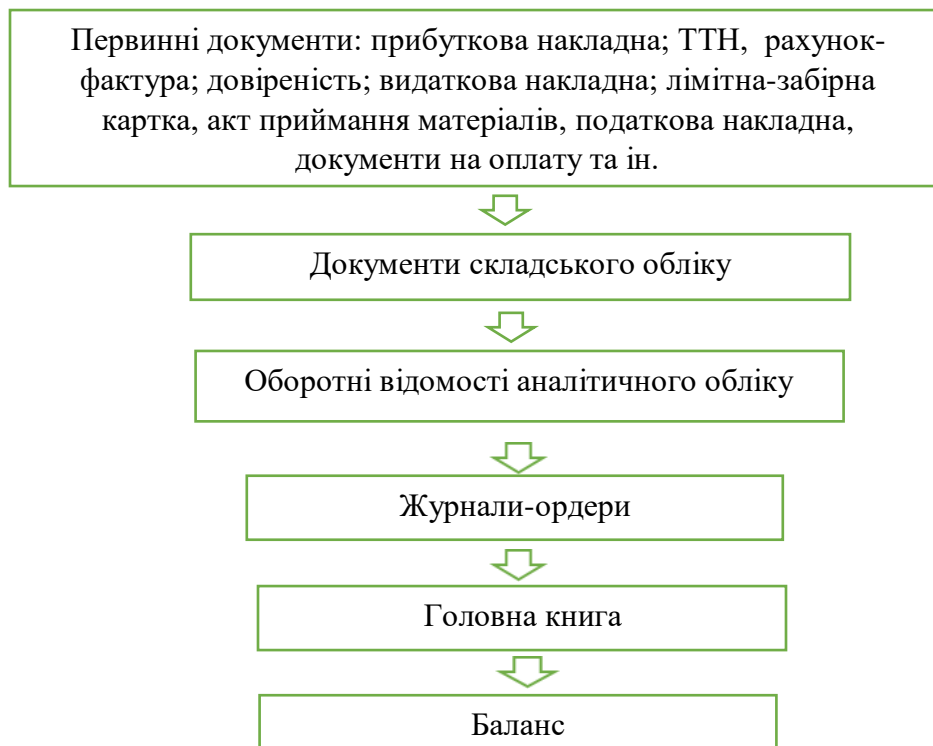 Первинні документи: прибуткова накладна; ТТН, рахунок-
фактура; довіреність; видаткова накладна; лімітна-забірна
картка, акт приймання матеріалів, податкова накладна,
документи на оплату та ін.
Документи складського обліку
Оборотні відомості аналітичного обліку
Журнали-ордери
Головна книга
Баланс